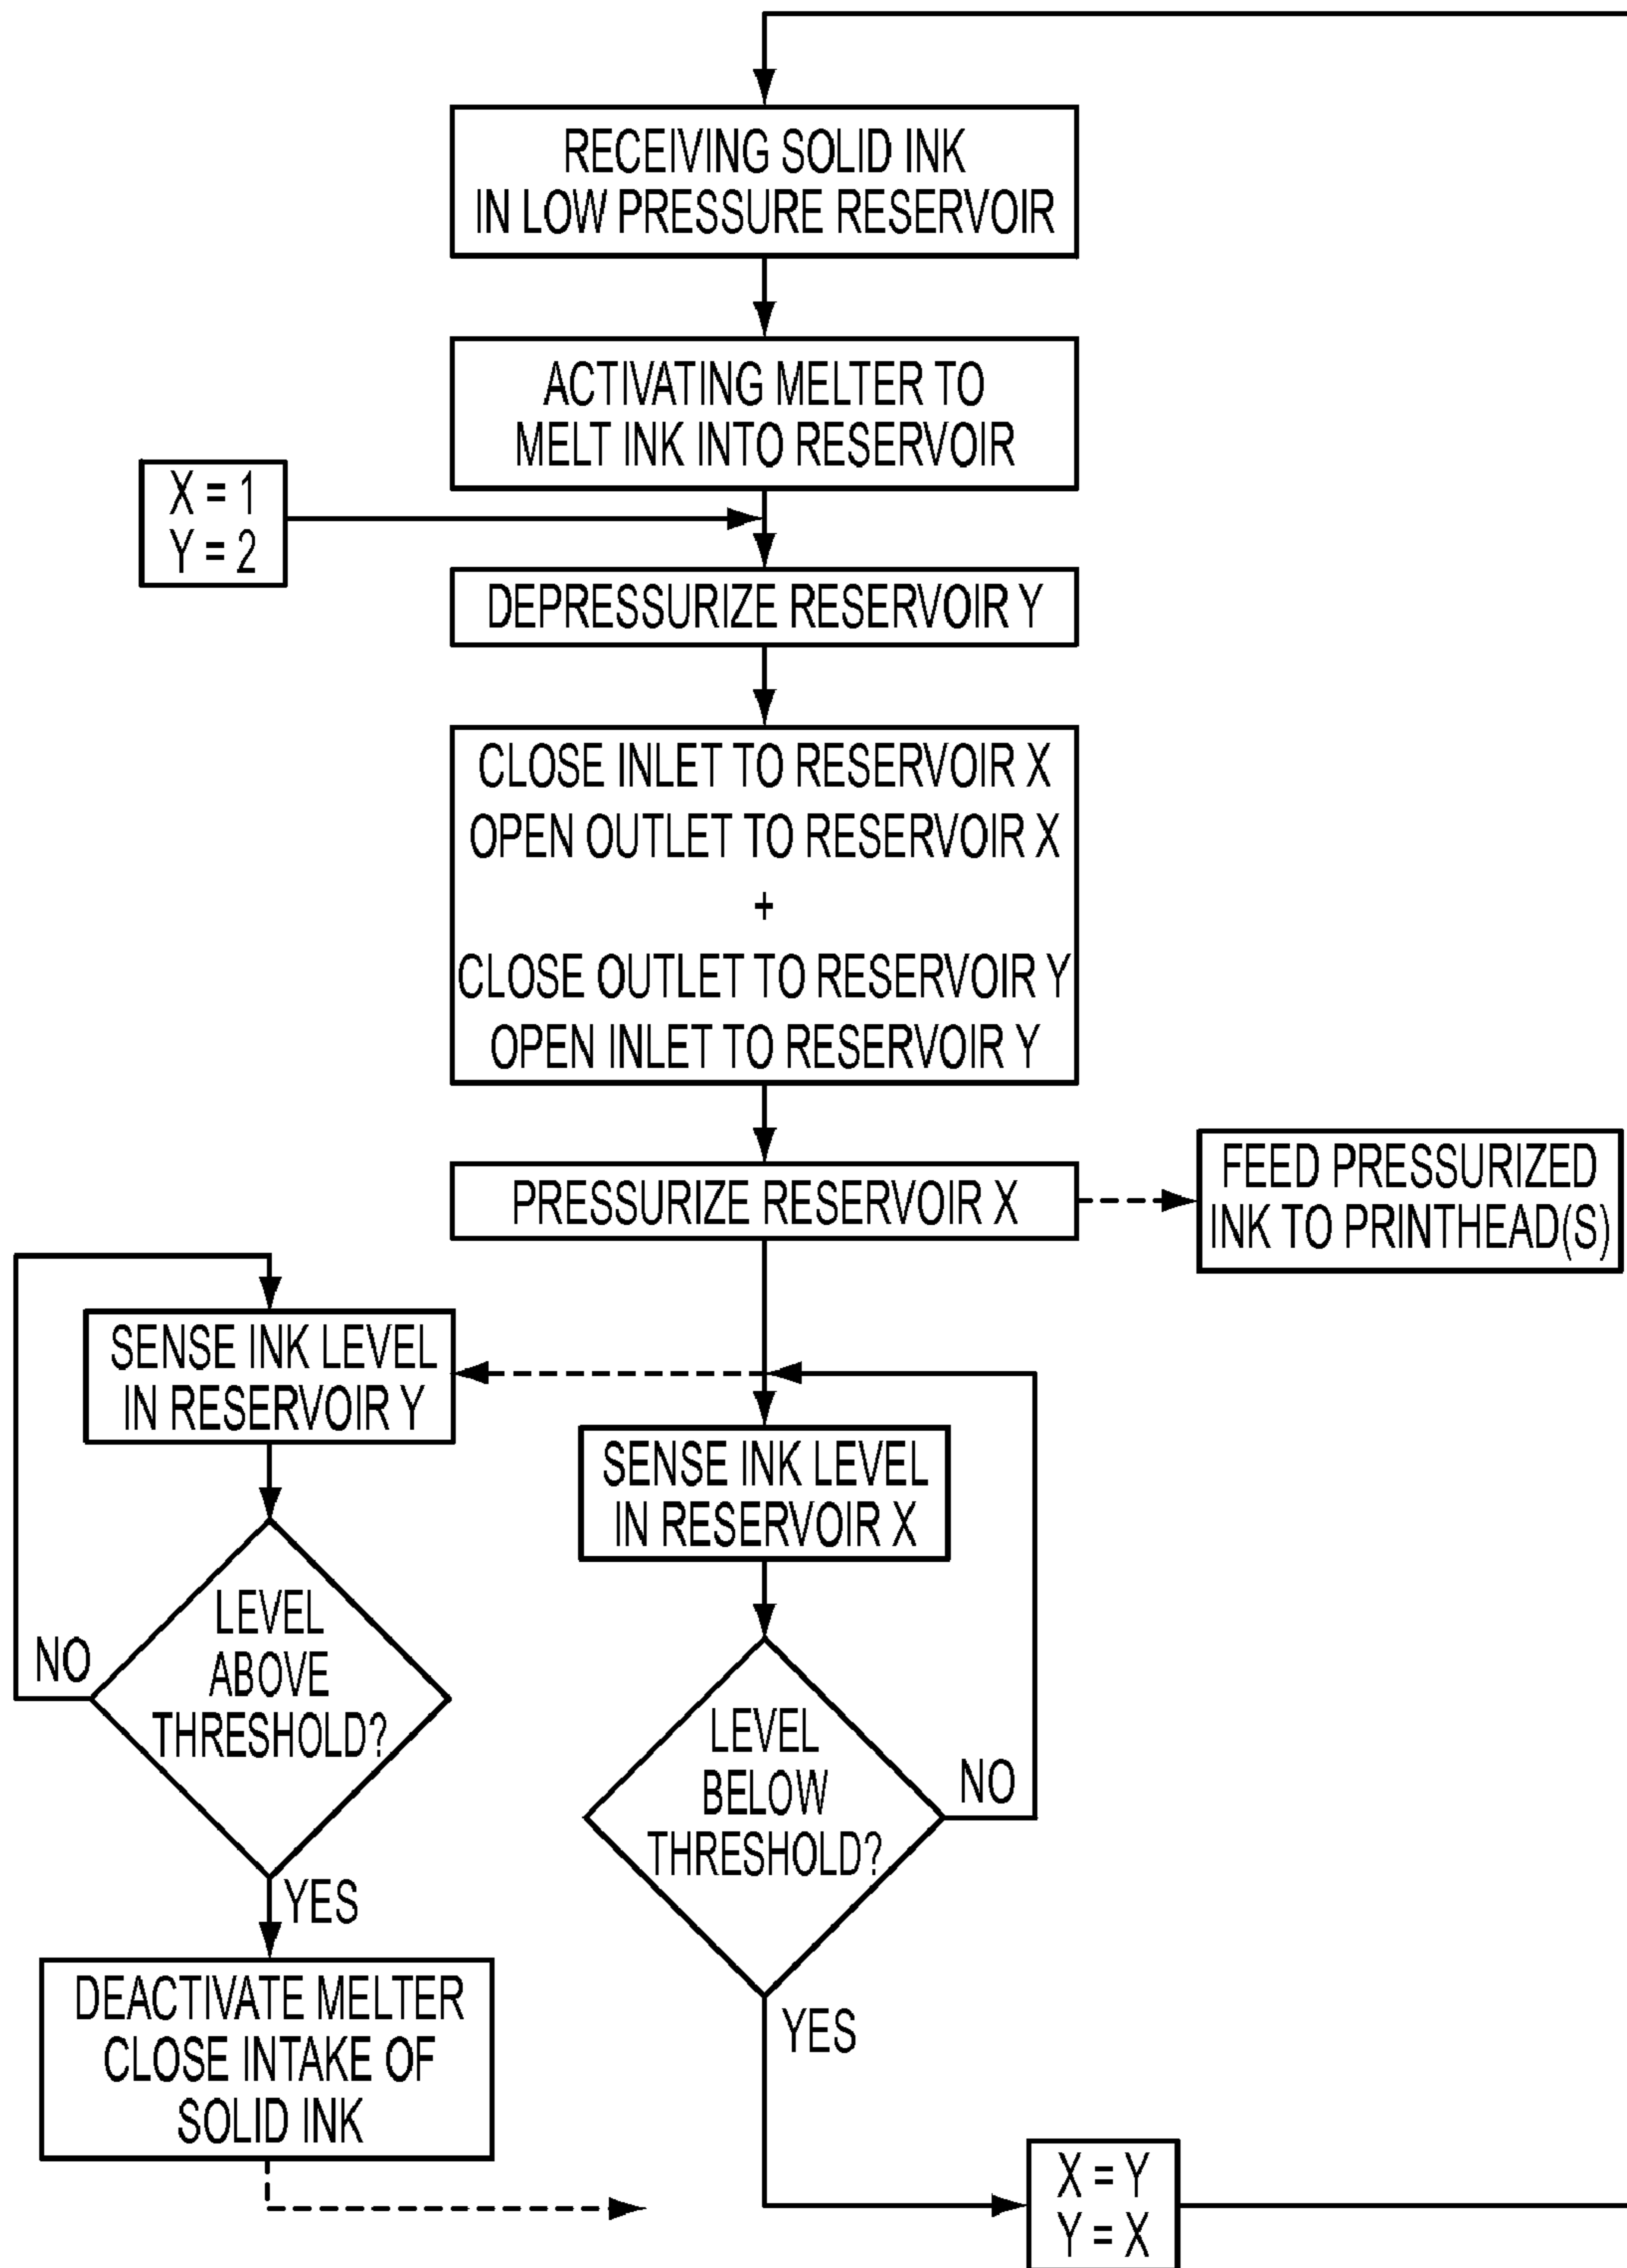 RECEIVING SOLID INK
IN LOW PRESSURE RESERVOIR
ACTIVATING MELTER TO
MELT INK INTO RESERVOIR
X = 1
Y = 2
DEPRESSURIZE RESERVOIR Y
CLOSE INLET TO RESERVOIR X
OPEN OUTLET TO RESERVOIR X
+
CLOSE OUTLET TO RESERVOIR Y
OPEN INLET TO RESERVOIR Y
PRESSURIZE RESERVOIR X
FEED PRESSURIZED
INK TO PRINTHEAD(S)
SENSE INK LEVEL
IN RESERVOIR Y
SENSE INK LEVEL
IN RESERVOIR X
LEVEL
ABOVE
THRESHOLD?
NO
YES
LEVEL
BELOW
THRESHOLD?
NO
YES
DEACTIVATE MELTER
CLOSE INTAKE OF
SOLID INK
X = Y
Y = X